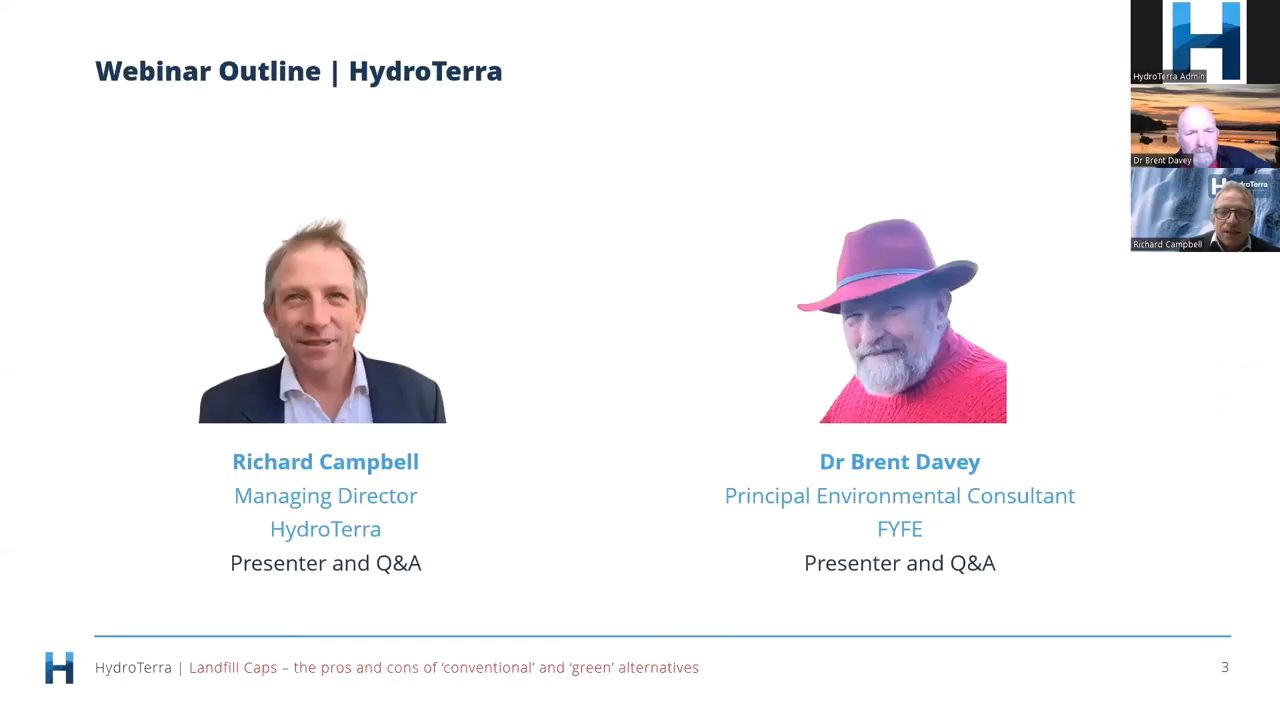 Webinar Outline | HydroTerra
HydroTerra Admin
Dr Brent Davey
H
Richard Campbell
Richard Campbell
Managing Director
HydroTerra
Presenter and Q&A
Dr Brent Davey
Principal Environmental Consultant
FYFE
Presenter and Q&A
HydroTerra | Landfill Caps – the pros and cons of ‘conventional’ and ‘green’ alternatives
3